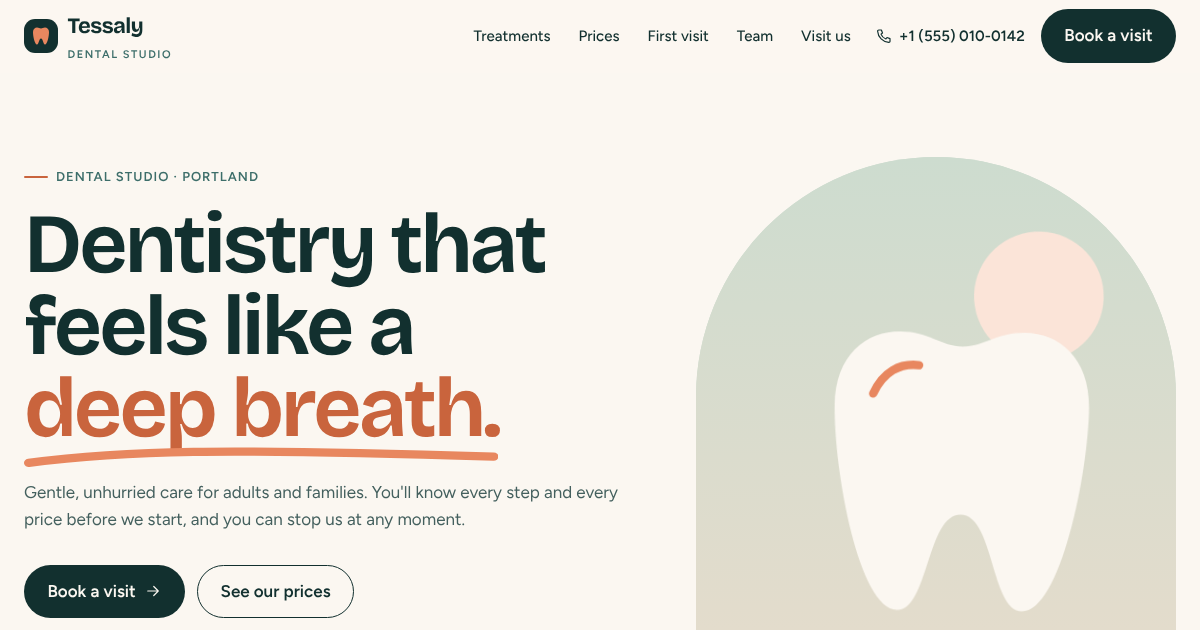 Tessaly
DENTAL STUDIO
Treatments
Prices
First visit
Team
Visit us
+1 (555) 010-0142
Book a visit
DENTAL STUDIO · PORTLAND
Dentistry that
feels like a
deep breath.
Gentle, unhurried care for adults and families. You'll know every step and every
price before we start, and you can stop us at any moment.
Book a visit →
See our prices